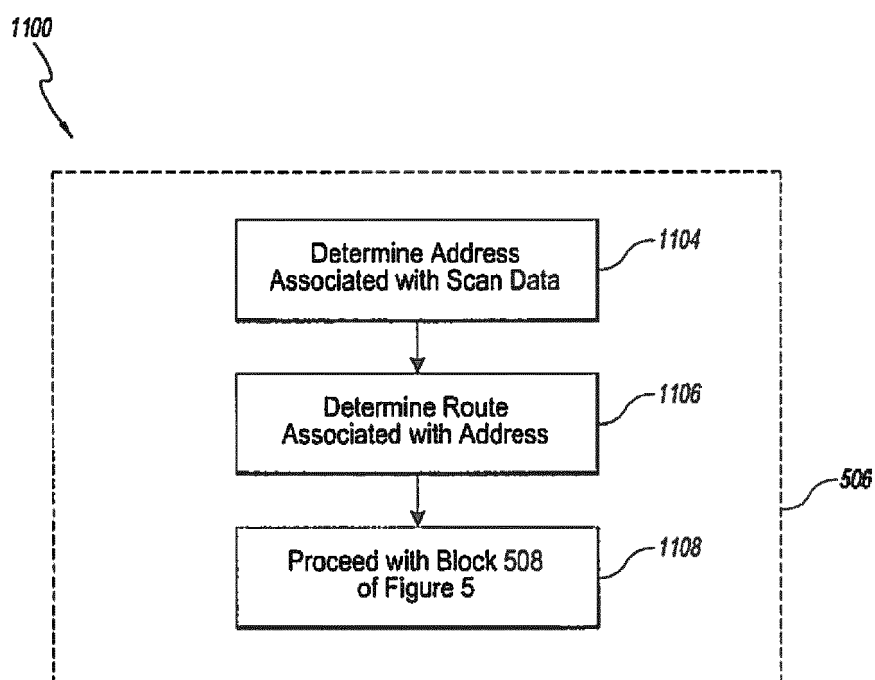 1100
Determine Address
Associated with Scan Data
1104
Determine Route
Associated with Address
1106
506
Proceed with Block 508
of Figure 5
1108